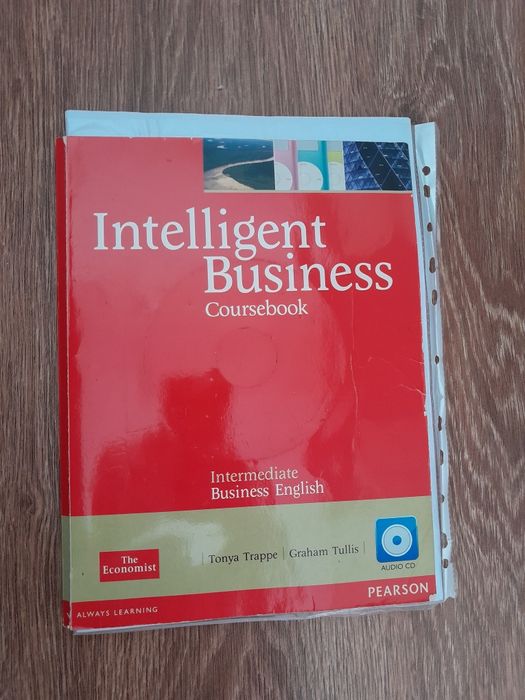 Intelligent
Business
Coursebook
Intermediate
Business English
The
Economist
Tonya Trappe
Graham Tullis
AUDIO CD
ALWAYS LEARNING
PEARSON